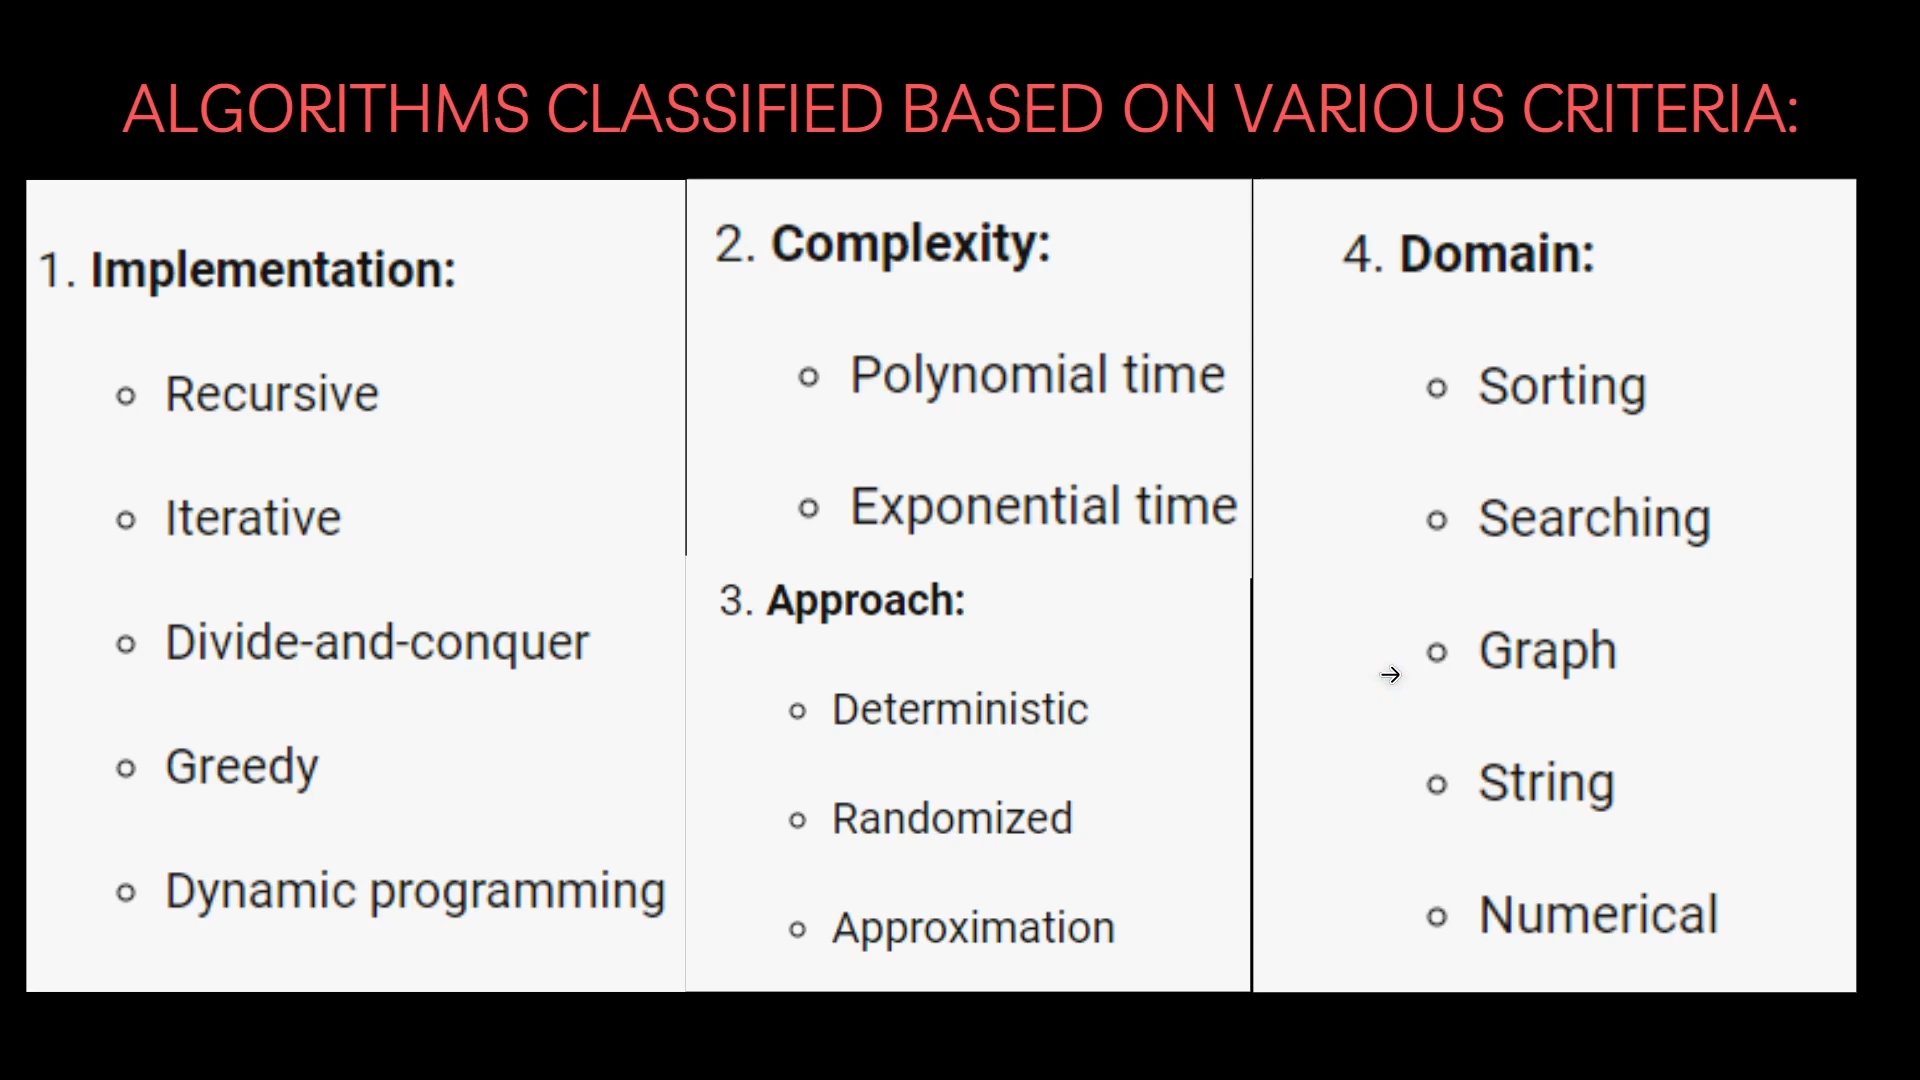 ALGORITHMS CLASSIFIED BASED ON VARIOUS CRITERIA:
1. Implementation:
Recursive
Iterative
Divide-and-conquer
Greedy
Dynamic programming
2. Complexity:
Polynomial time
Exponential time
3. Approach:
Deterministic
Randomized
Approximation
4. Domain:
Sorting
Searching
Graph
String
Numerical